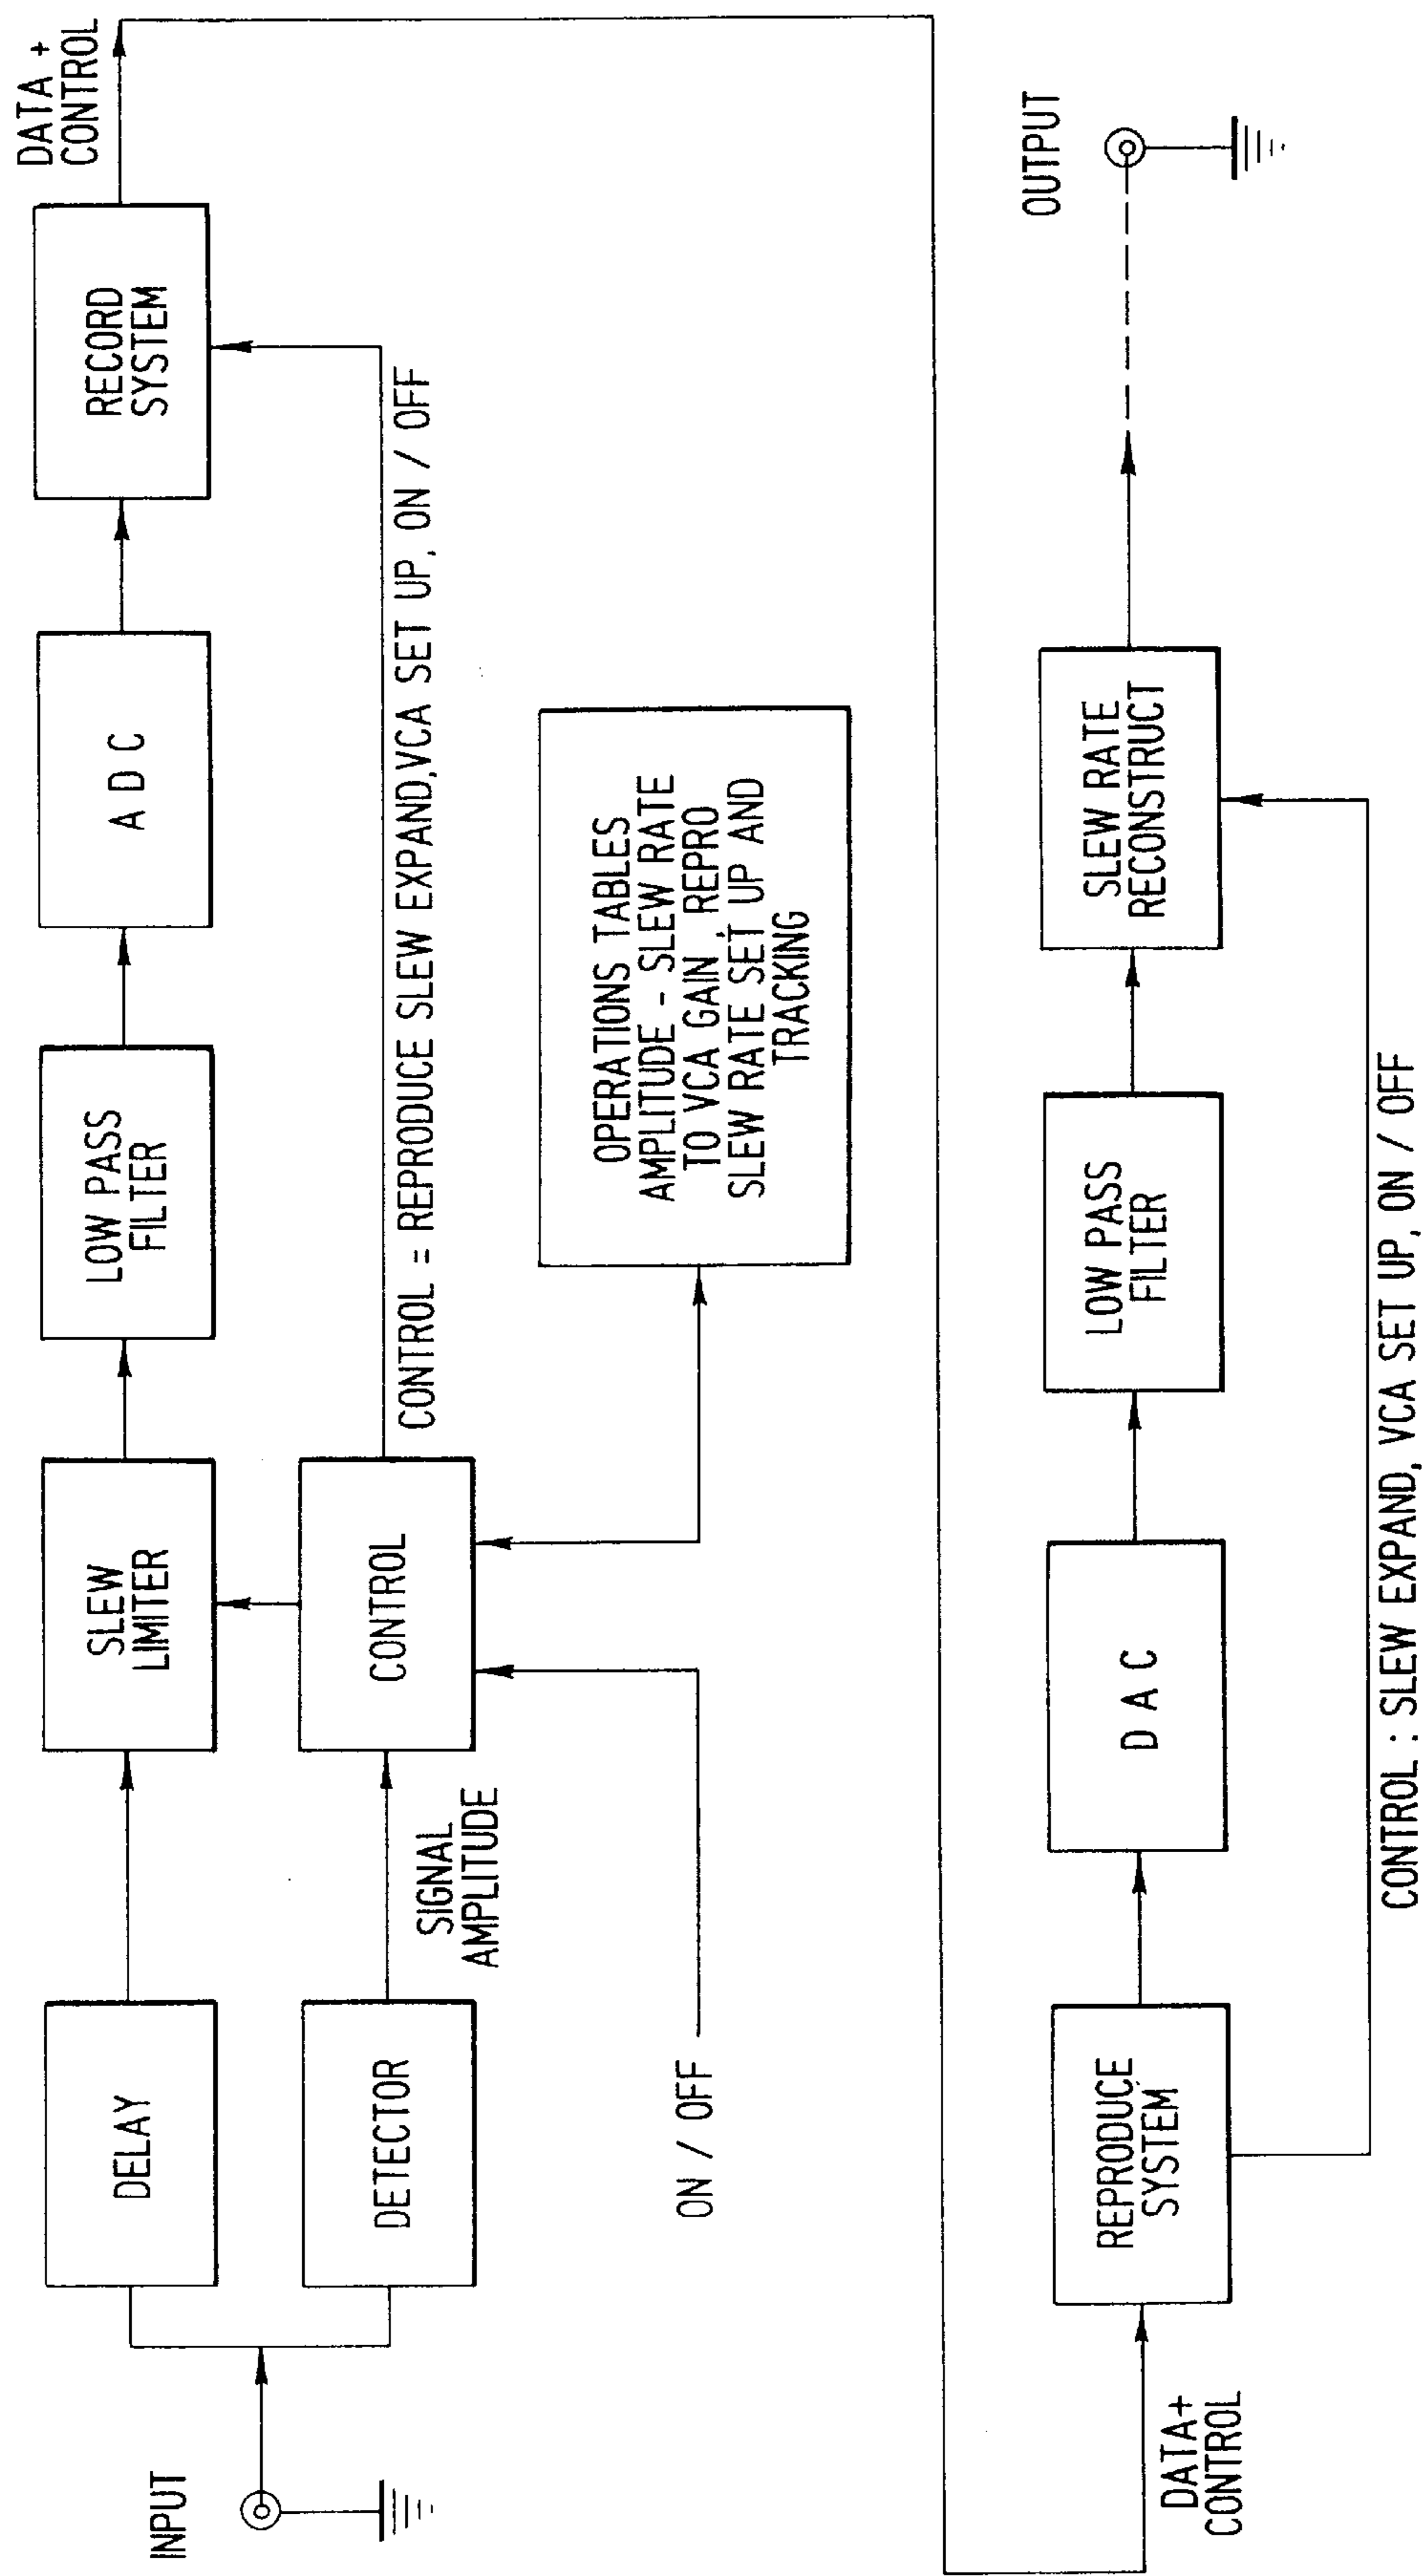 INPUT
DELAY
DETECTOR
SIGNAL
AMPLITUDE
ON / OFF
SLEW
LIMITER
CONTROL
LOW PASS
FILTER
A D C
RECORD
SYSTEM
DATA +
CONTROL
CONTROL = REPRODUCE SLEW EXPAND,VCA SET UP, ON / OFF
OPERATIONS TABLES
AMPLITUDE - SLEW RATE
TO VCA GAIN , REPRO
SLEW RATE SET UP AND
TRACKING
DATA+
CONTROL
REPRODUCE
SYSTEM
D A C
LOW PASS
FILTER
SLEW RATE
RECONSTRUCT
OUTPUT
CONTROL : SLEW EXPAND, VCA SET UP, ON / OFF